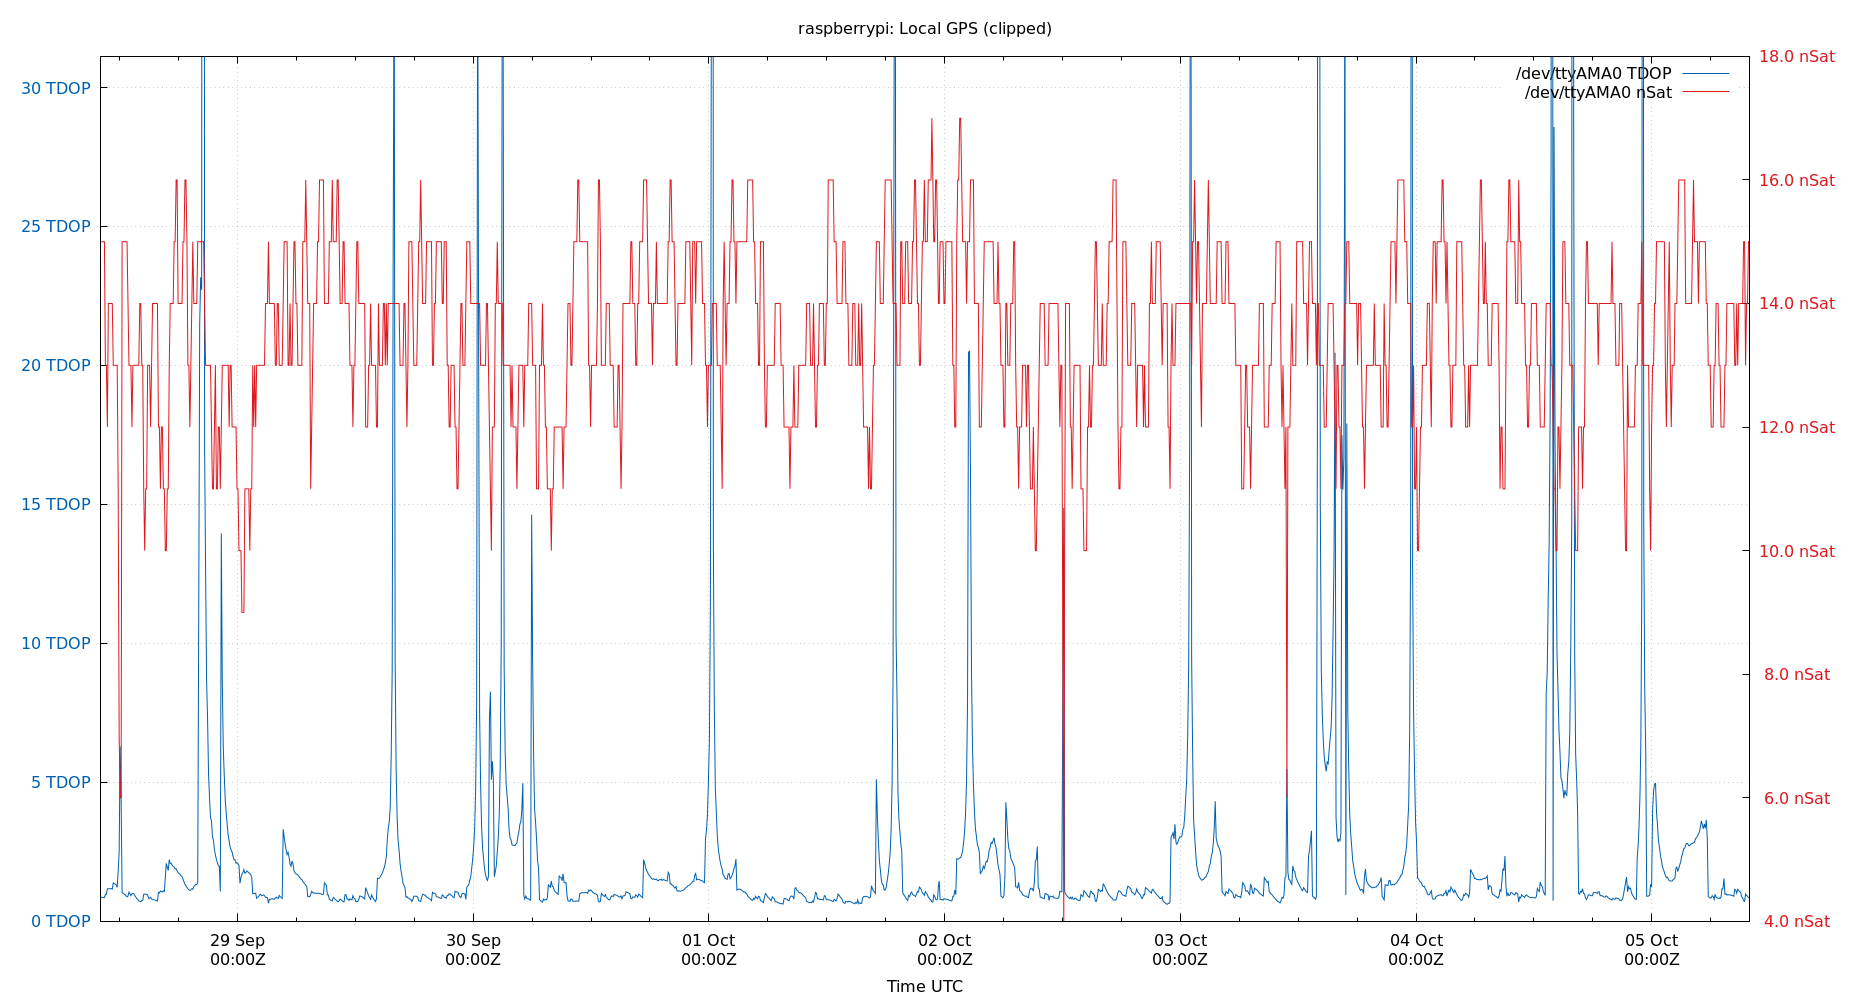 raspberrypi: Local GPS (clipped)
/dev/ttyAMA0 TDOP
/dev/ttyAMA0 nSat
30 TDOP
25 TDOP
20 TDOP
15 TDOP
10 TDOP
5 TDOP
0 TDOP
18.0 nSat
16.0 nSat
14.0 nSat
12.0 nSat
10.0 nSat
8.0 nSat
6.0 nSat
4.0 nSat
29 Sep
00:00Z
30 Sep
00:00Z
01 Oct
00:00Z
02 Oct
00:00Z
03 Oct
00:00Z
04 Oct
00:00Z
05 Oct
00:00Z
Time UTC